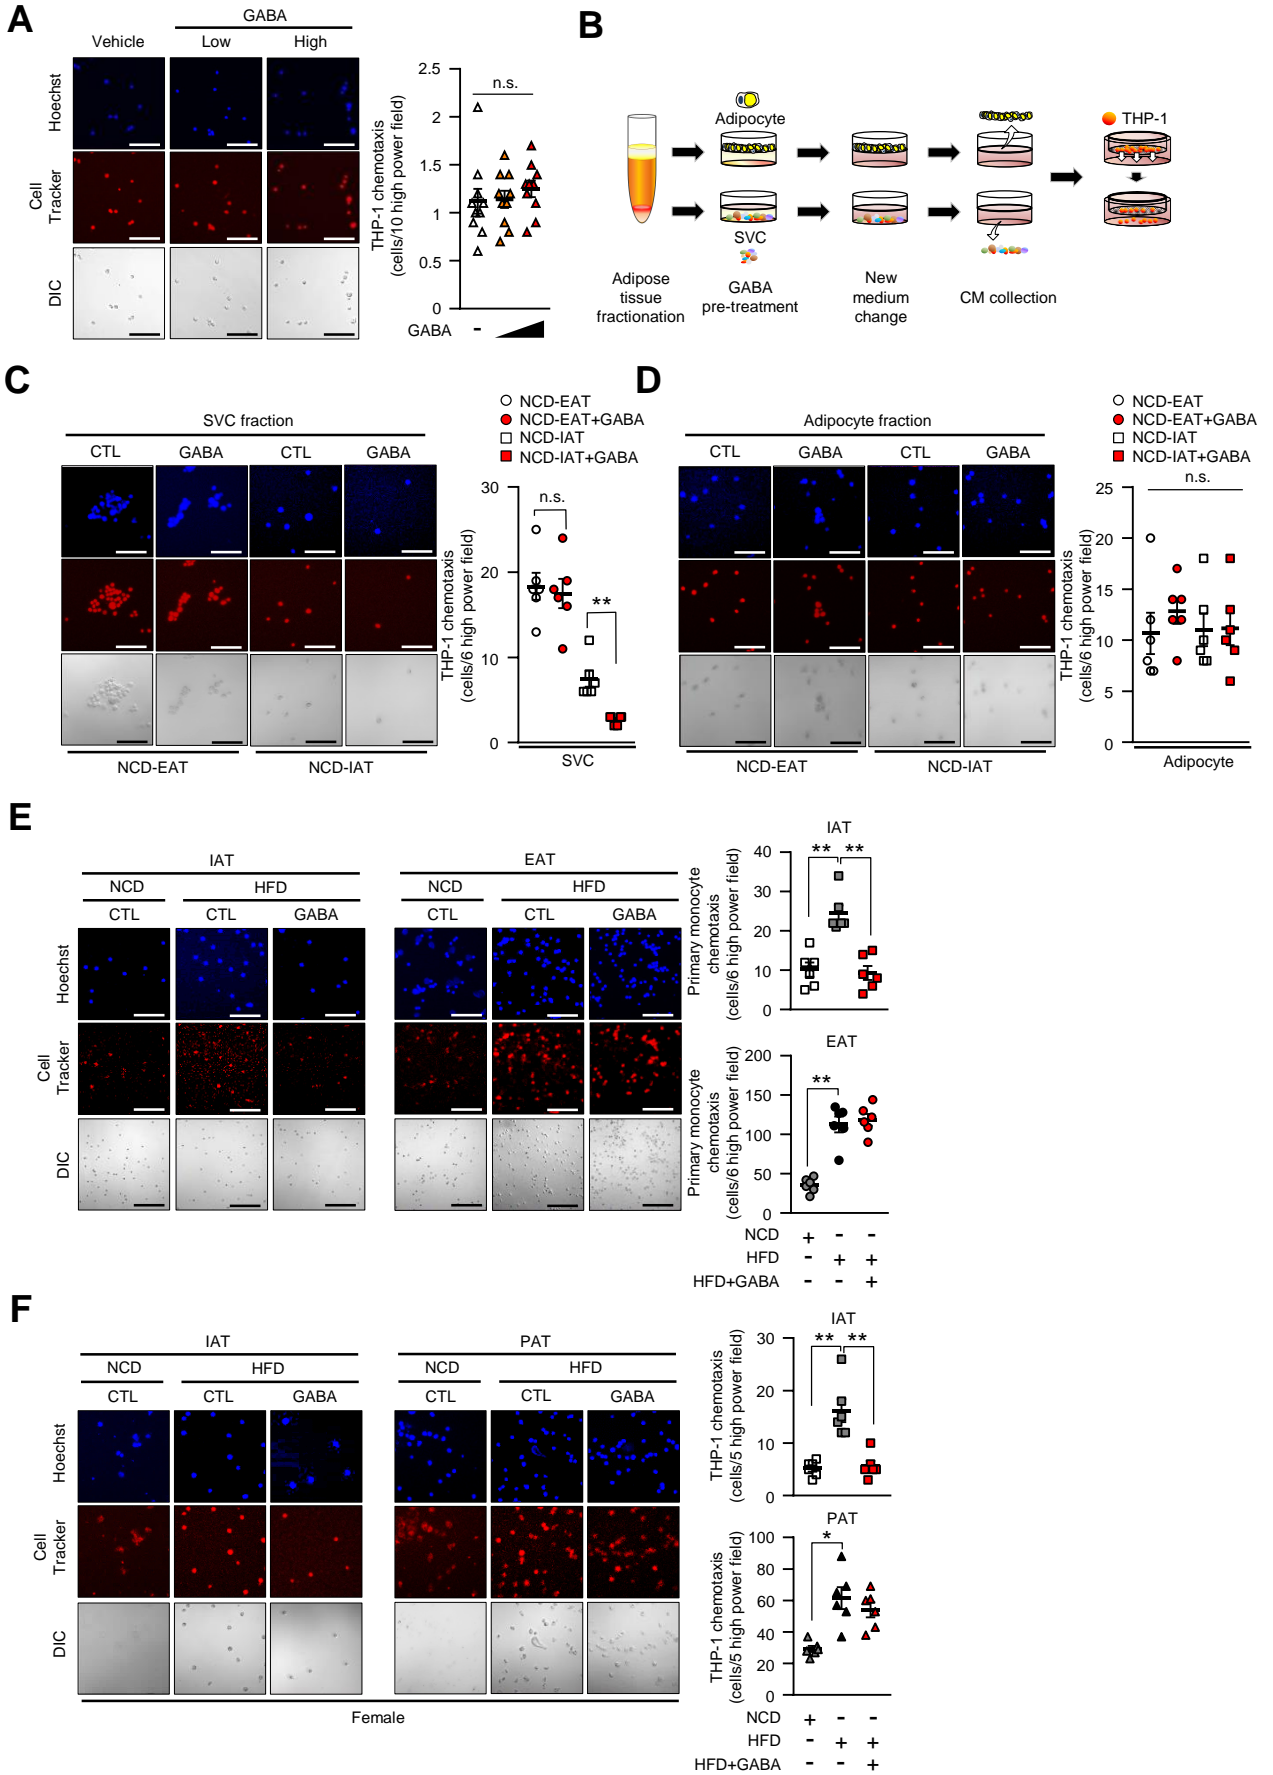 A
GABA
Vehicle
Low
High
Hoechst
Cell
Tracker
DIC
THP-1 chemotaxis
(cells/10 high power field)
2.5
2
1.5
1
0.5
0
n.s.
GABA
-
B
Adipocyte
SVC
Adipose
tissue
fractionation
GABA
pre-treatment
New
medium
change
CM collection
THP-1
C
SVC fraction
CTL
GABA
CTL
GABA
NCD-EAT
NCD-IAT
NCD-EAT
NCD-EAT+GABA
NCD-IAT
NCD-IAT+GABA
THP-1 chemotaxis
(cells/6 high power field)
30
20
10
0
n.s.
**
SVC
D
Adipocyte fraction
CTL
GABA
CTL
GABA
NCD-EAT
NCD-IAT
NCD-EAT
NCD-EAT+GABA
NCD-IAT
NCD-IAT+GABA
THP-1 chemotaxis
(cells/6 high power field)
25
20
15
10
5
0
n.s.
Adipocyte
E
IAT
NCD
HFD
CTL
CTL
GABA
EAT
NCD
HFD
CTL
CTL
GABA
Hoechst
Cell
Tracker
DIC
IAT
Primary monocyte
chemotaxis
(cells/6 high power field)
40
30
20
10
0
** **
EAT
Primary monocyte
chemotaxis
(cells/6 high power field)
200
150
100
50
0
**
NCD + - -
HFD - + +
HFD+GABA - - +
F
IAT
NCD
HFD
CTL
CTL
GABA
PAT
NCD
HFD
CTL
CTL
GABA
Hoechst
Cell
Tracker
DIC
Female
IAT
THP-1 chemotaxis
(cells/5 high power field)
30
20
10
0
** **
PAT
THP-1 chemotaxis
(cells/5 high power field)
100
80
60
40
20
0
*
NCD + - -
HFD - + +
HFD+GABA - - +